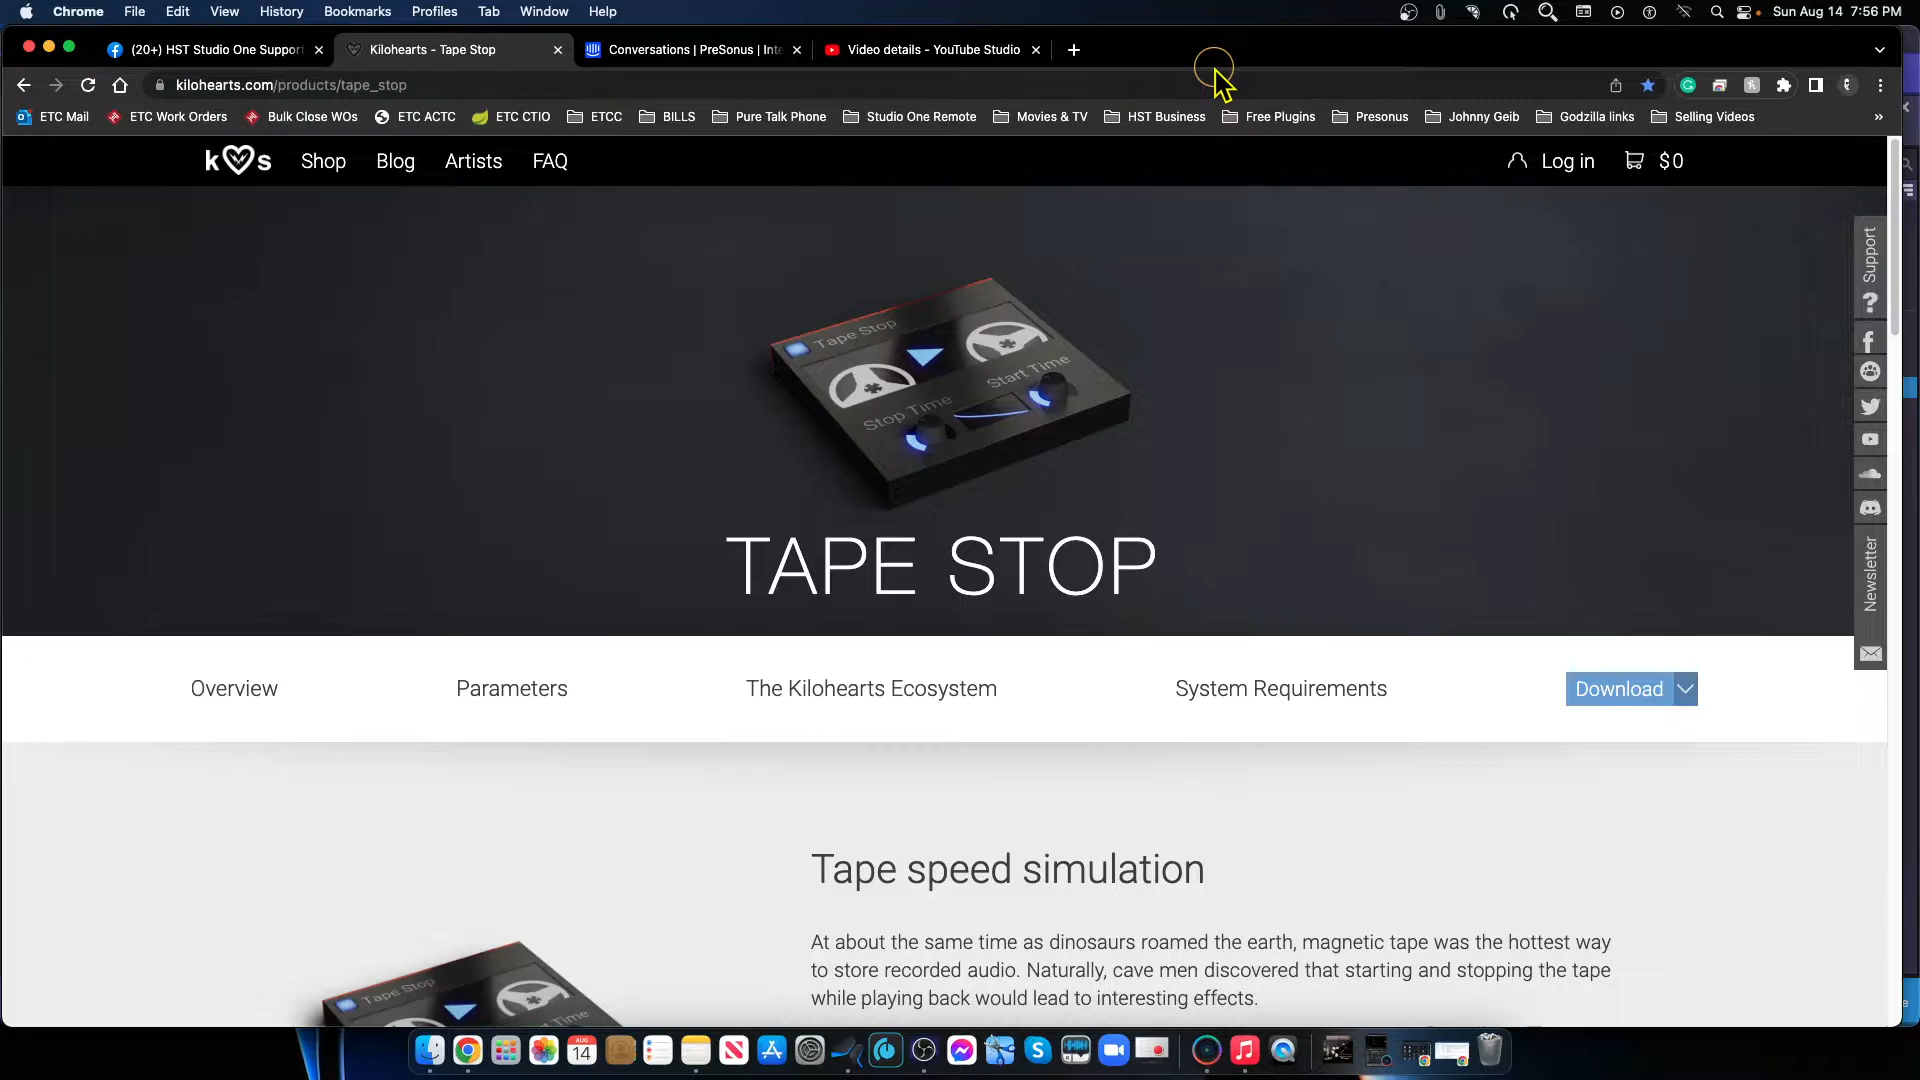 Chrome File Edit View History Bookmarks Profiles Tab Window Help Sun Aug 14 7:56 PM
(20+) HST Studio One Support Kilohearts - Tape Stop Conversations | PreSonus | Inte Video details - YouTube Studio
kilohearts.com/products/tape_stop
ETC Mail ETC Work Orders Bulk Close WOs ETC ACTC ETC CTIO ETCC BILLS Pure Talk Phone Studio One Remote Movies & TV HST Business Free Plugins Presonus Johnny Geib Godzilla links Selling Videos »
k s Shop Blog Artists FAQ Log in $0
Support
?
Tape Stop
Start Time
Stop Time
TAPE STOP
Newsletter
Overview Parameters The Kilohearts Ecosystem System Requirements Download
Tape speed simulation
At about the same time as dinosaurs roamed the earth, magnetic tape was the hottest way
to store recorded audio. Naturally, cave men discovered that starting and stopping the tape
while playing back would lead to interesting effects.
Tape Stop
Start Time
AUG
14